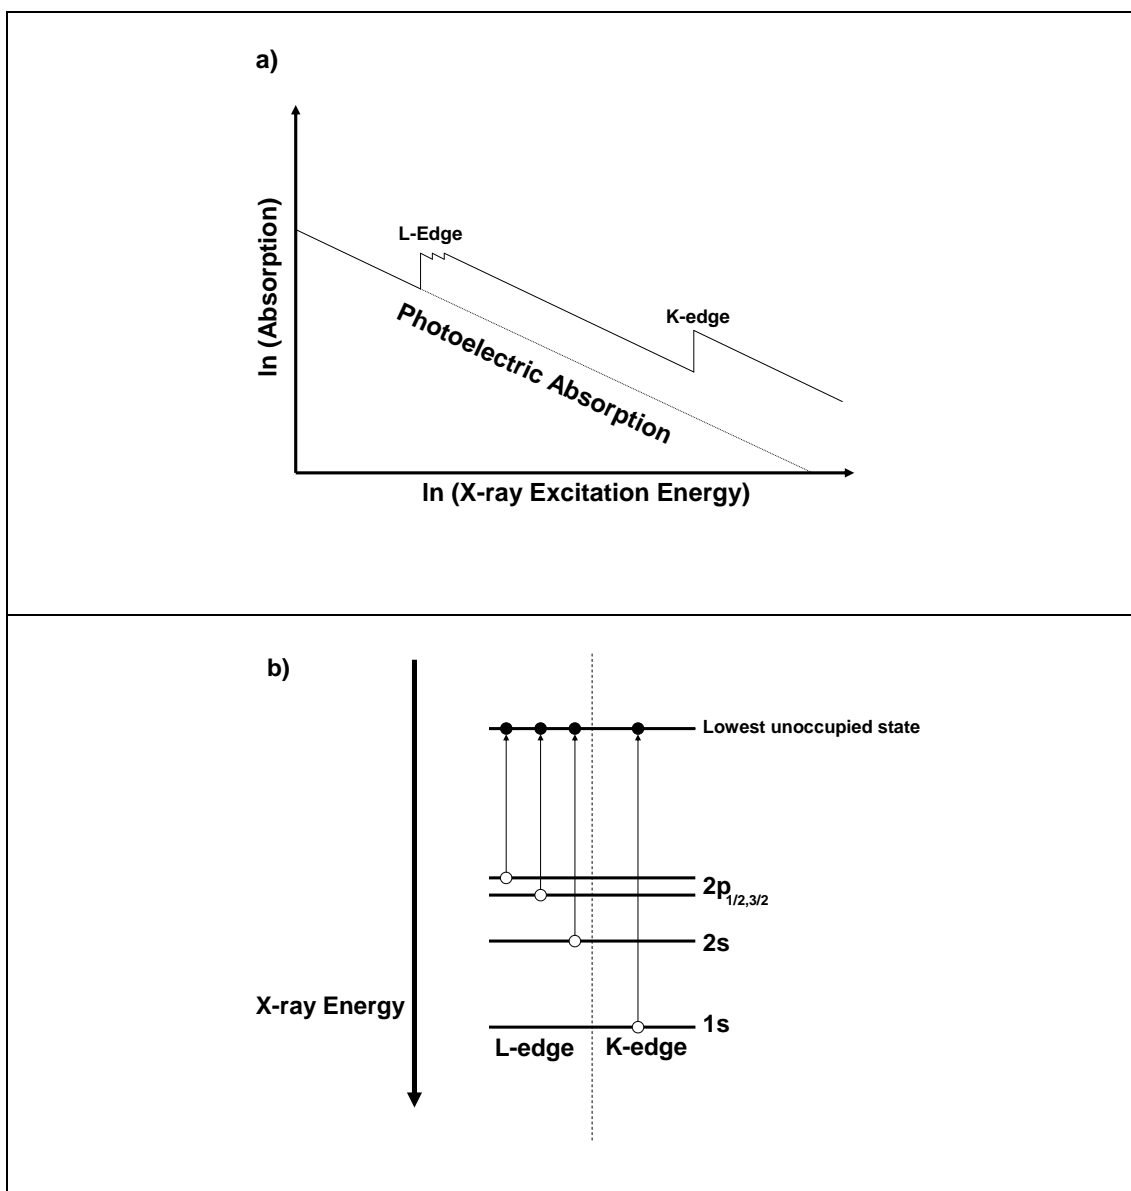 a)
ln (Absorption)
L-Edge
K-edge
Photoelectric Absorption
ln (X-ray Excitation Energy)
b)
Lowest unoccupied state
2p1/2,3/2
2s
X-ray Energy
1s
L-edge
K-edge